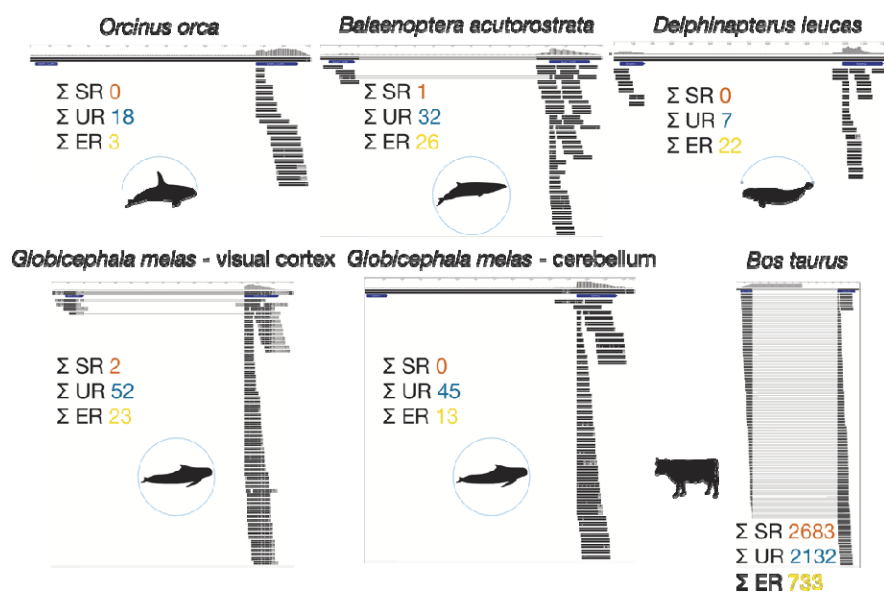 Orcinus orca
Σ SR 0
Σ UR 18
Σ ER 3
Balaenoptera acutorostrata
Σ SR 1
Σ UR 32
Σ ER 26
Delphinapterus leucas
Σ SR 0
Σ UR 7
Σ ER 22
Globicephala melas - visual cortex
Σ SR 2
Σ UR 52
Σ ER 23
Globicephala melas - cerebellum
Σ SR 0
Σ UR 45
Σ ER 13
Bos taurus
Σ SR 2683
Σ UR 2132
Σ ER 733